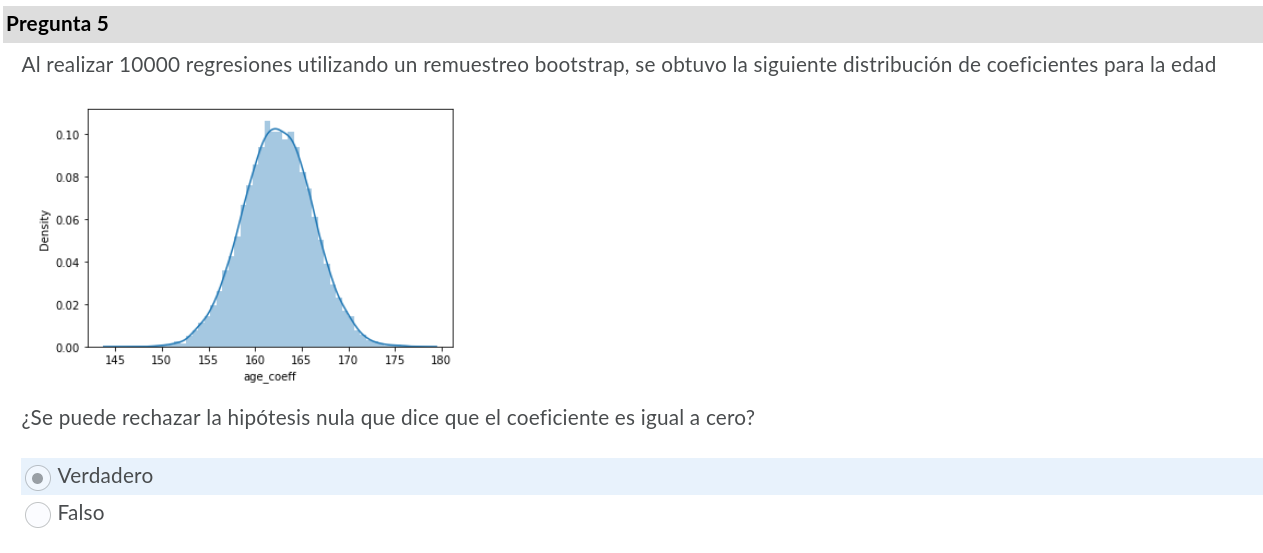 Pregunta 5
Al realizar 10000 regresiones utilizando un remuestreo bootstrap, se obtuvo la siguiente distribución de coeficientes para la edad
0.10
0.08
0.06
0.04
0.02
0.00
Density
145 150 155 160 165 170 175 180
age_coeff
¿Se puede rechazar la hipótesis nula que dice que el coeficiente es igual a cero?
Verdadero
Falso